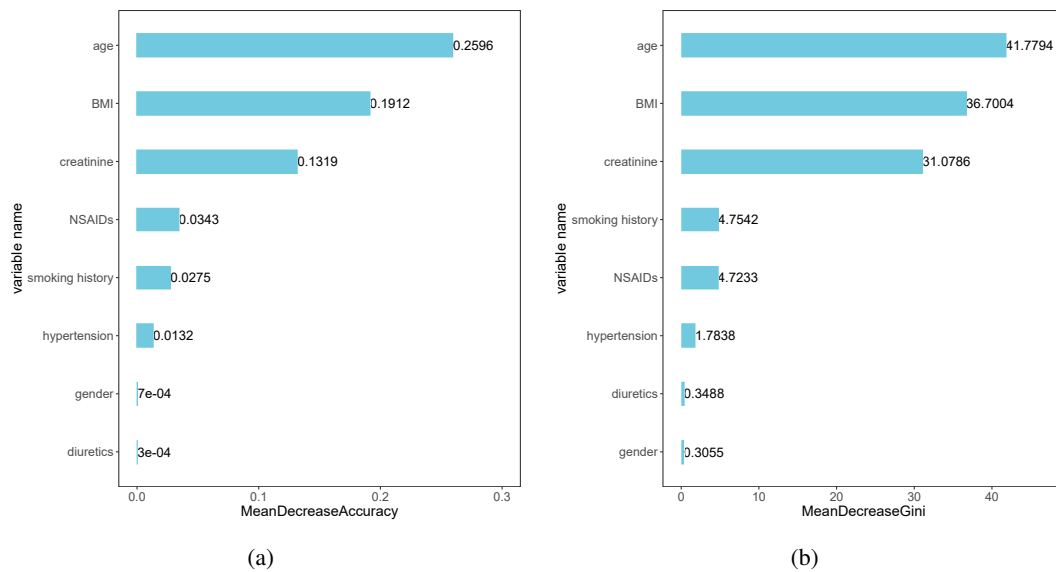 age
0.2596
BMI
0.1912
creatinine
0.1319
NSAIDs
0.0343
smoking history
0.0275
hypertension
0.0132
gender
7e-04
diuretics
3e-04
variable name
0.0 0.1 0.2 0.3
MeanDecreaseAccuracy
(a)
age
41.7794
BMI
36.7004
creatinine
31.0786
smoking history
4.7542
NSAIDs
4.7233
hypertension
1.7838
diuretics
0.3488
gender
0.3055
variable name
0 10 20 30 40
MeanDecreaseGini
(b)